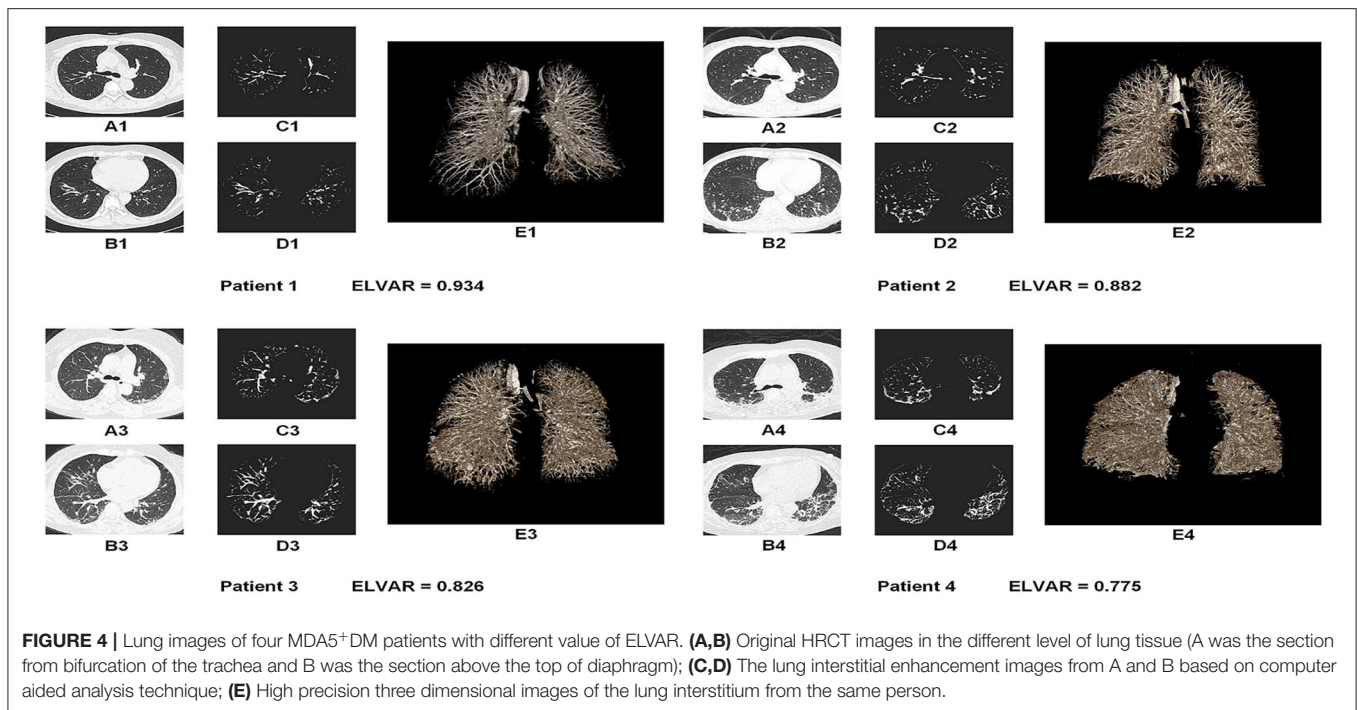 A1
C1
B1
D1
E1
Patient 1 ELVAR = 0.934
A2
C2
B2
D2
E2
Patient 2 ELVAR = 0.882
A3
C3
B3
D3
E3
Patient 3 ELVAR = 0.826
A4
C4
B4
D4
E4
Patient 4 ELVAR = 0.775
FIGURE 4 | Lung images of four MDA5⁺DM patients with different value of ELVAR. (A,B) Original HRCT images in the different level of lung tissue (A was the section
from bifurcation of the trachea and B was the section above the top of diaphragm); (C,D) The lung interstitial enhancement images from A and B based on computer
aided analysis technique; (E) High precision three dimensional images of the lung interstitium from the same person.